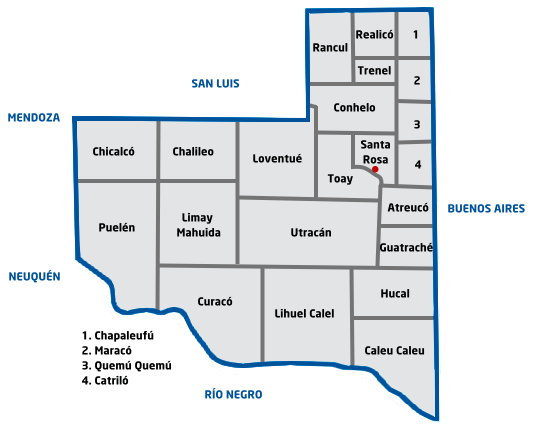 Realicó
1
Rancul
Trenel
2
SAN LUIS
Conhelo
MENDOZA
3
Chicalcó
Chalileo
Loventué
Santa
Rosa
4
Toay
Atreucó
BUENOS AIRES
Puelén
Limay
Mahuida
Utracán
Guatraché
NEUQUÉN
Curacó
Lihuel Calel
Hucal
1. Chapaleufú
2. Maracó
3. Quemú Quemú
4. Catriló
Caleu Caleu
RÍO NEGRO